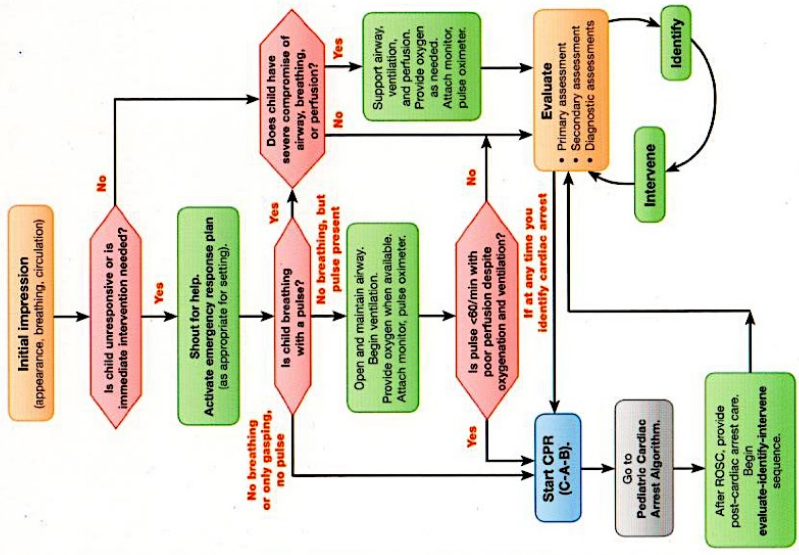 Initial impression
(appearance, breathing, circulation)
Is child unresponsive or is
immediate intervention needed?
No
Yes
Shout for help.
Activate emergency response plan
(as appropriate for setting).
Is child breathing
with a pulse?
Yes
Does child have
severe compromise of
airway, breathing,
or perfusion?
Yes
Support airway,
ventilation,
and perfusion.
Provide oxygen
as needed.
Attach monitor,
pulse oximeter.
No
No breathing
or only gasping,
no pulse
No breathing, but
pulse present
Open and maintain airway.
Begin ventilation.
Provide oxygen when available.
Attach monitor, pulse oximeter.
Is pulse <60/min with
poor perfusion despite
oxygenation and ventilation?
No
Yes
If at any time you
identify cardiac arrest
Evaluate
• Primary assessment
• Secondary assessment
• Diagnostic assessments
Identify
Intervene
Start CPR
(C-A-B).
Go to
Pediatric Cardiac
Arrest Algorithm.
After ROSC, provide
post–cardiac arrest care.
Begin
evaluate-identify-intervene
sequence.